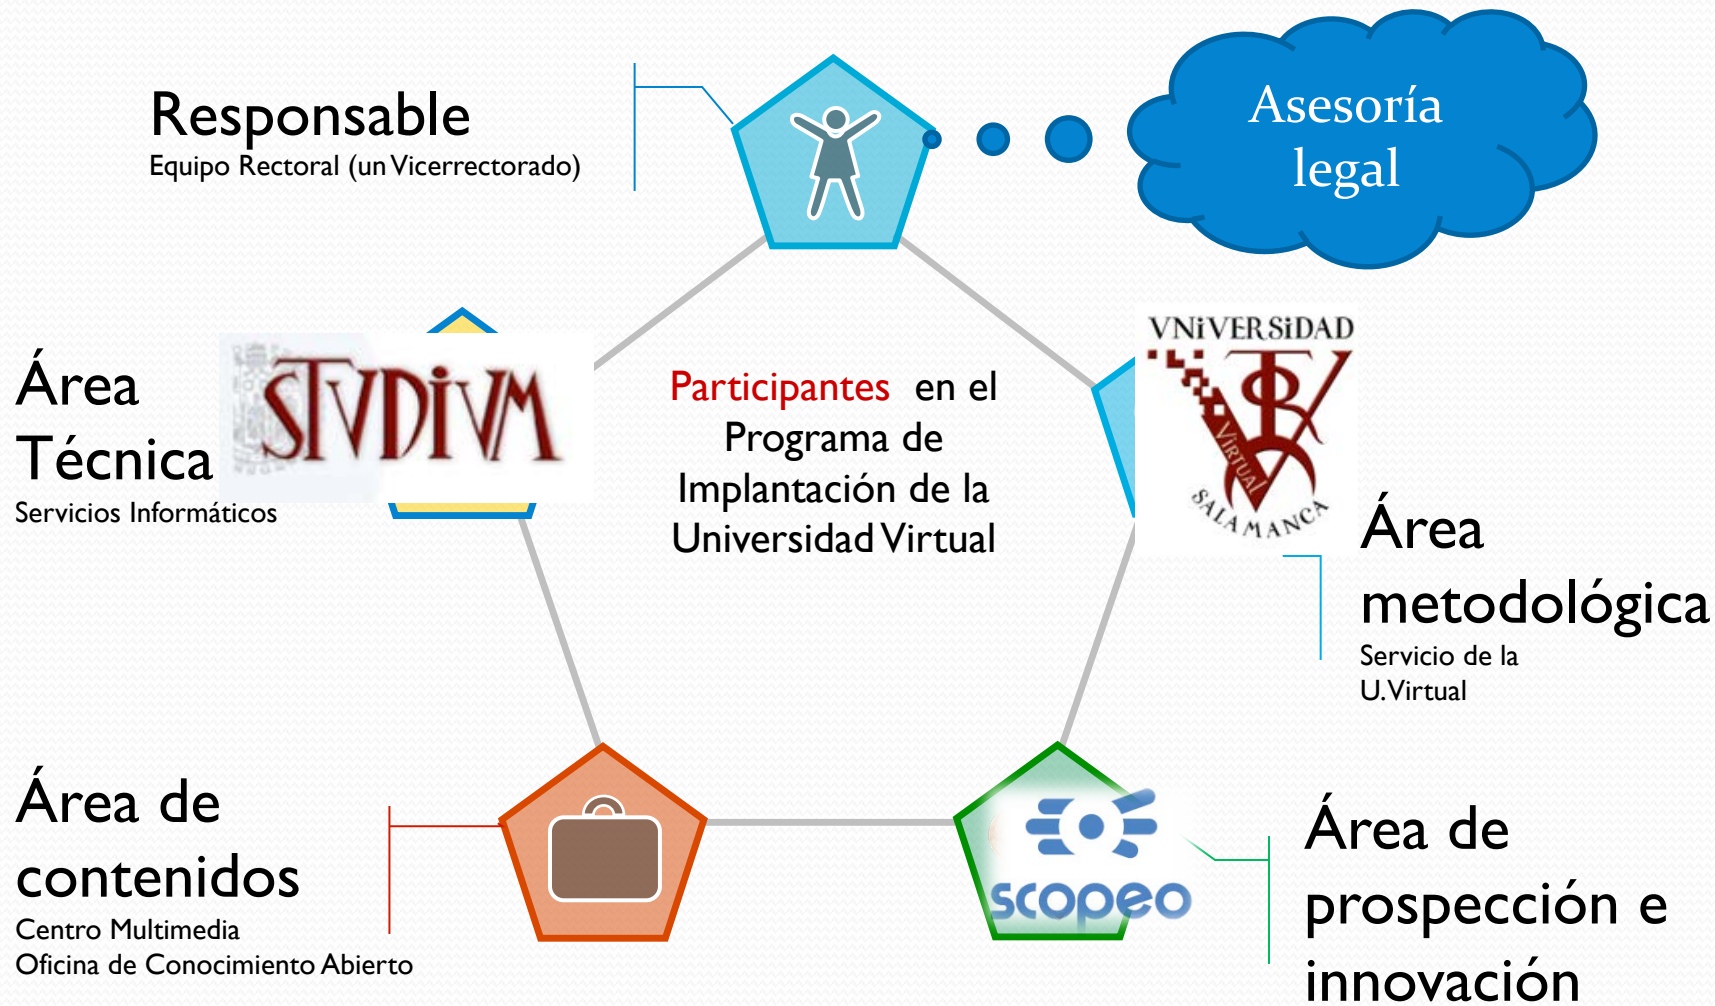 Responsable
Equipo Rectoral (un Vicerrectorado)
Asesoría
legal
Área
Técnica
Servicios Informáticos
STVDiVM
Participantes en el
Programa de
Implantación de la
Universidad Virtual
VNiVERSiDAD
VIRTUAL
SALAMANCA
Área
metodológica
Servicio de la
U.Virtual
Área de
contenidos
Centro Multimedia
Oficina de Conocimiento Abierto
scopeo
Área de
prospección e
innovación